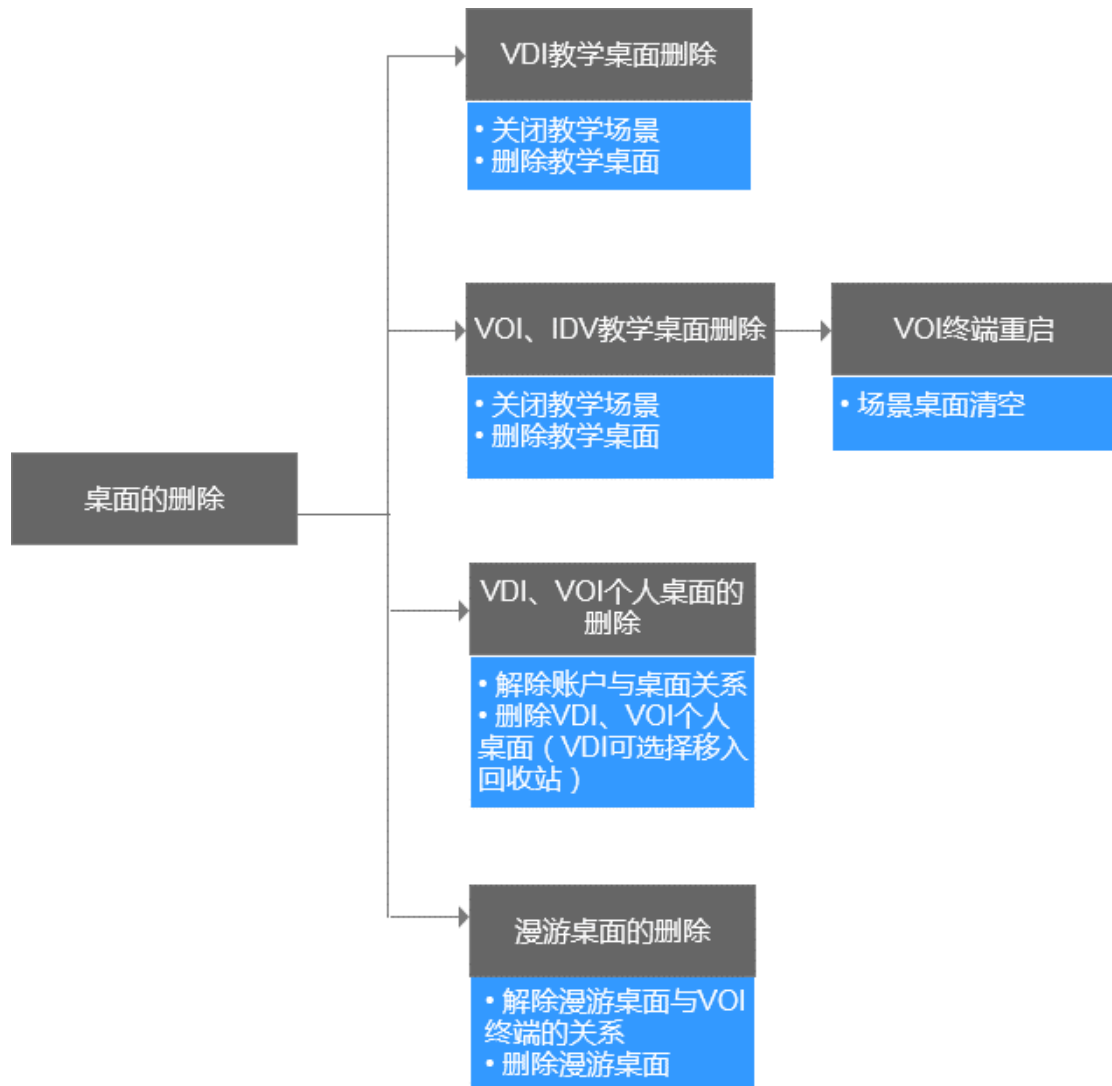 VDI教学桌面删除
• 关闭教学场景
• 删除教学桌面
VOI、IDV教学桌面删除
• 关闭教学场景
• 删除教学桌面
VOI终端重启
• 场景桌面清空
桌面的删除
VDI、VOI个人桌面的
删除
• 解除账户与桌面关系
• 删除VDI、VOI个人
桌面（VDI可选择移入
回收站）
漫游桌面的删除
• 解除漫游桌面与VOI
终端的关系
• 删除漫游桌面